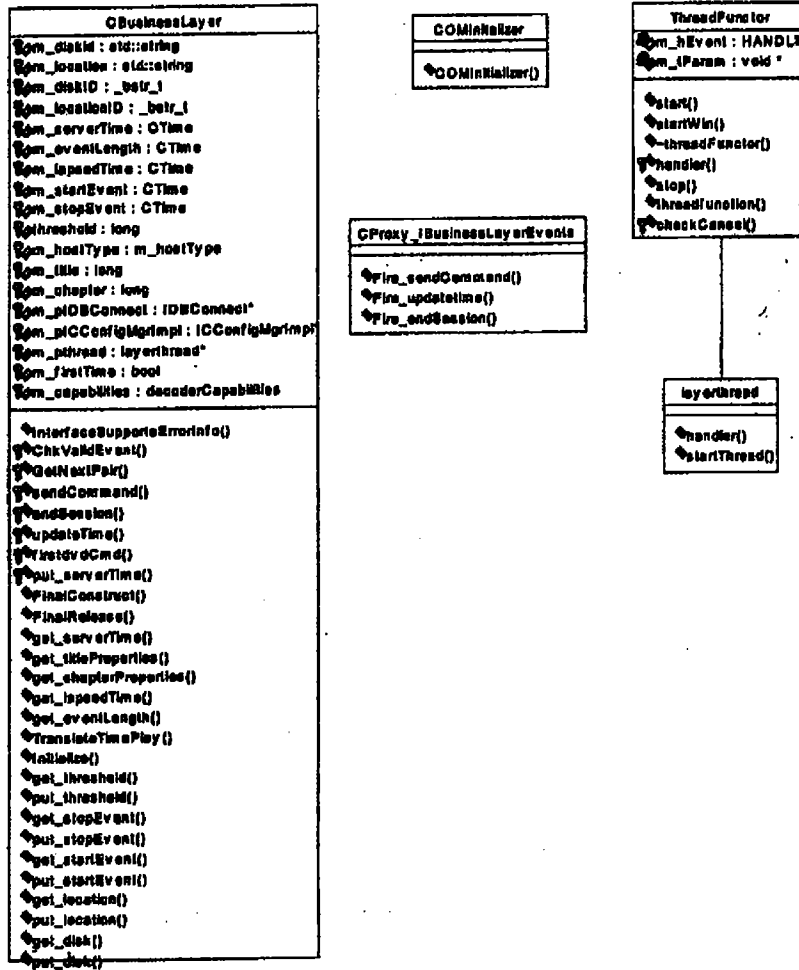 CBusinessLayer
m_diskId : std::string
m_location : std::string
m_diskID : _bstr_t
m_locationID : _bstr_t
m_serverTime : CTime
m_eventLength : CTime
m_lapsedTime : CTime
m_startEvent : CTime
m_stopEvent : CTime
threshold : long
m_hostType : m_hostType
m_title : long
m_chapter : long
m_pIDBConnect : IDBConnect*
m_pICConfigMgrImpl : ICConfigMgrImpl*
m_pthread : layerthread*
m_firstTime : bool
m_capabilities : decoderCapabilities
InterfaceSupportsErrorInfo()
ChkValidEvent()
GetNextPair()
sendCommand()
endSession()
updateTime()
firstdvdCmd()
put_serverTime()
FinalConstruct()
FinalRelease()
get_serverTime()
get_titleProperties()
get_chapterProperties()
get_lapsedTime()
get_eventLength()
TranslateTimePlay()
Initialize()
get_threshold()
put_threshold()
get_stopEvent()
put_stopEvent()
get_startEvent()
put_startEvent()
get_location()
put_location()
get_disk()
put_disk()
COMInitializer
COMInitializer()
CProxy_IBusinessLayerEvents
Fire_sendCommand()
Fire_updatetime()
Fire_endSession()
ThreadFunctor
m_hEvent : HANDLE
m_lParam : void *
start()
startWin()
~threadFunctor()
handler()
stop()
threadfunction()
checkCancel()
layerthread
handler()
startThread()